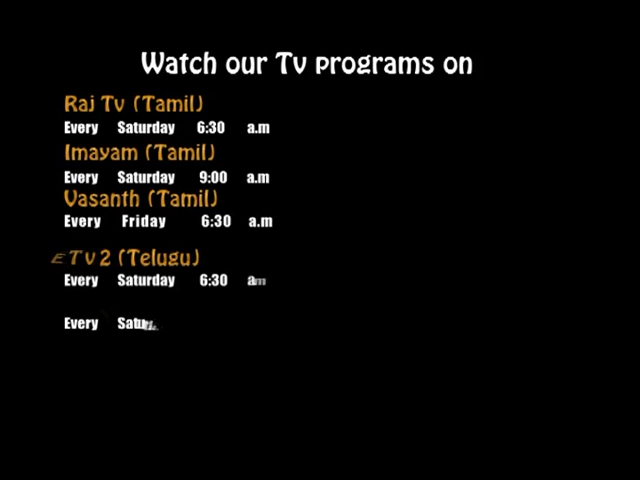 Watch our Tv programs on
Raj Tv (Tamil)
Every Saturday 6:30 a.m
Imayam (Tamil)
Every Saturday 9:00 a.m
Vasanth (Tamil)
Every Friday 6:30 a.m
ETv 2 (Telugu)
Every Saturday 6:30 am
Every